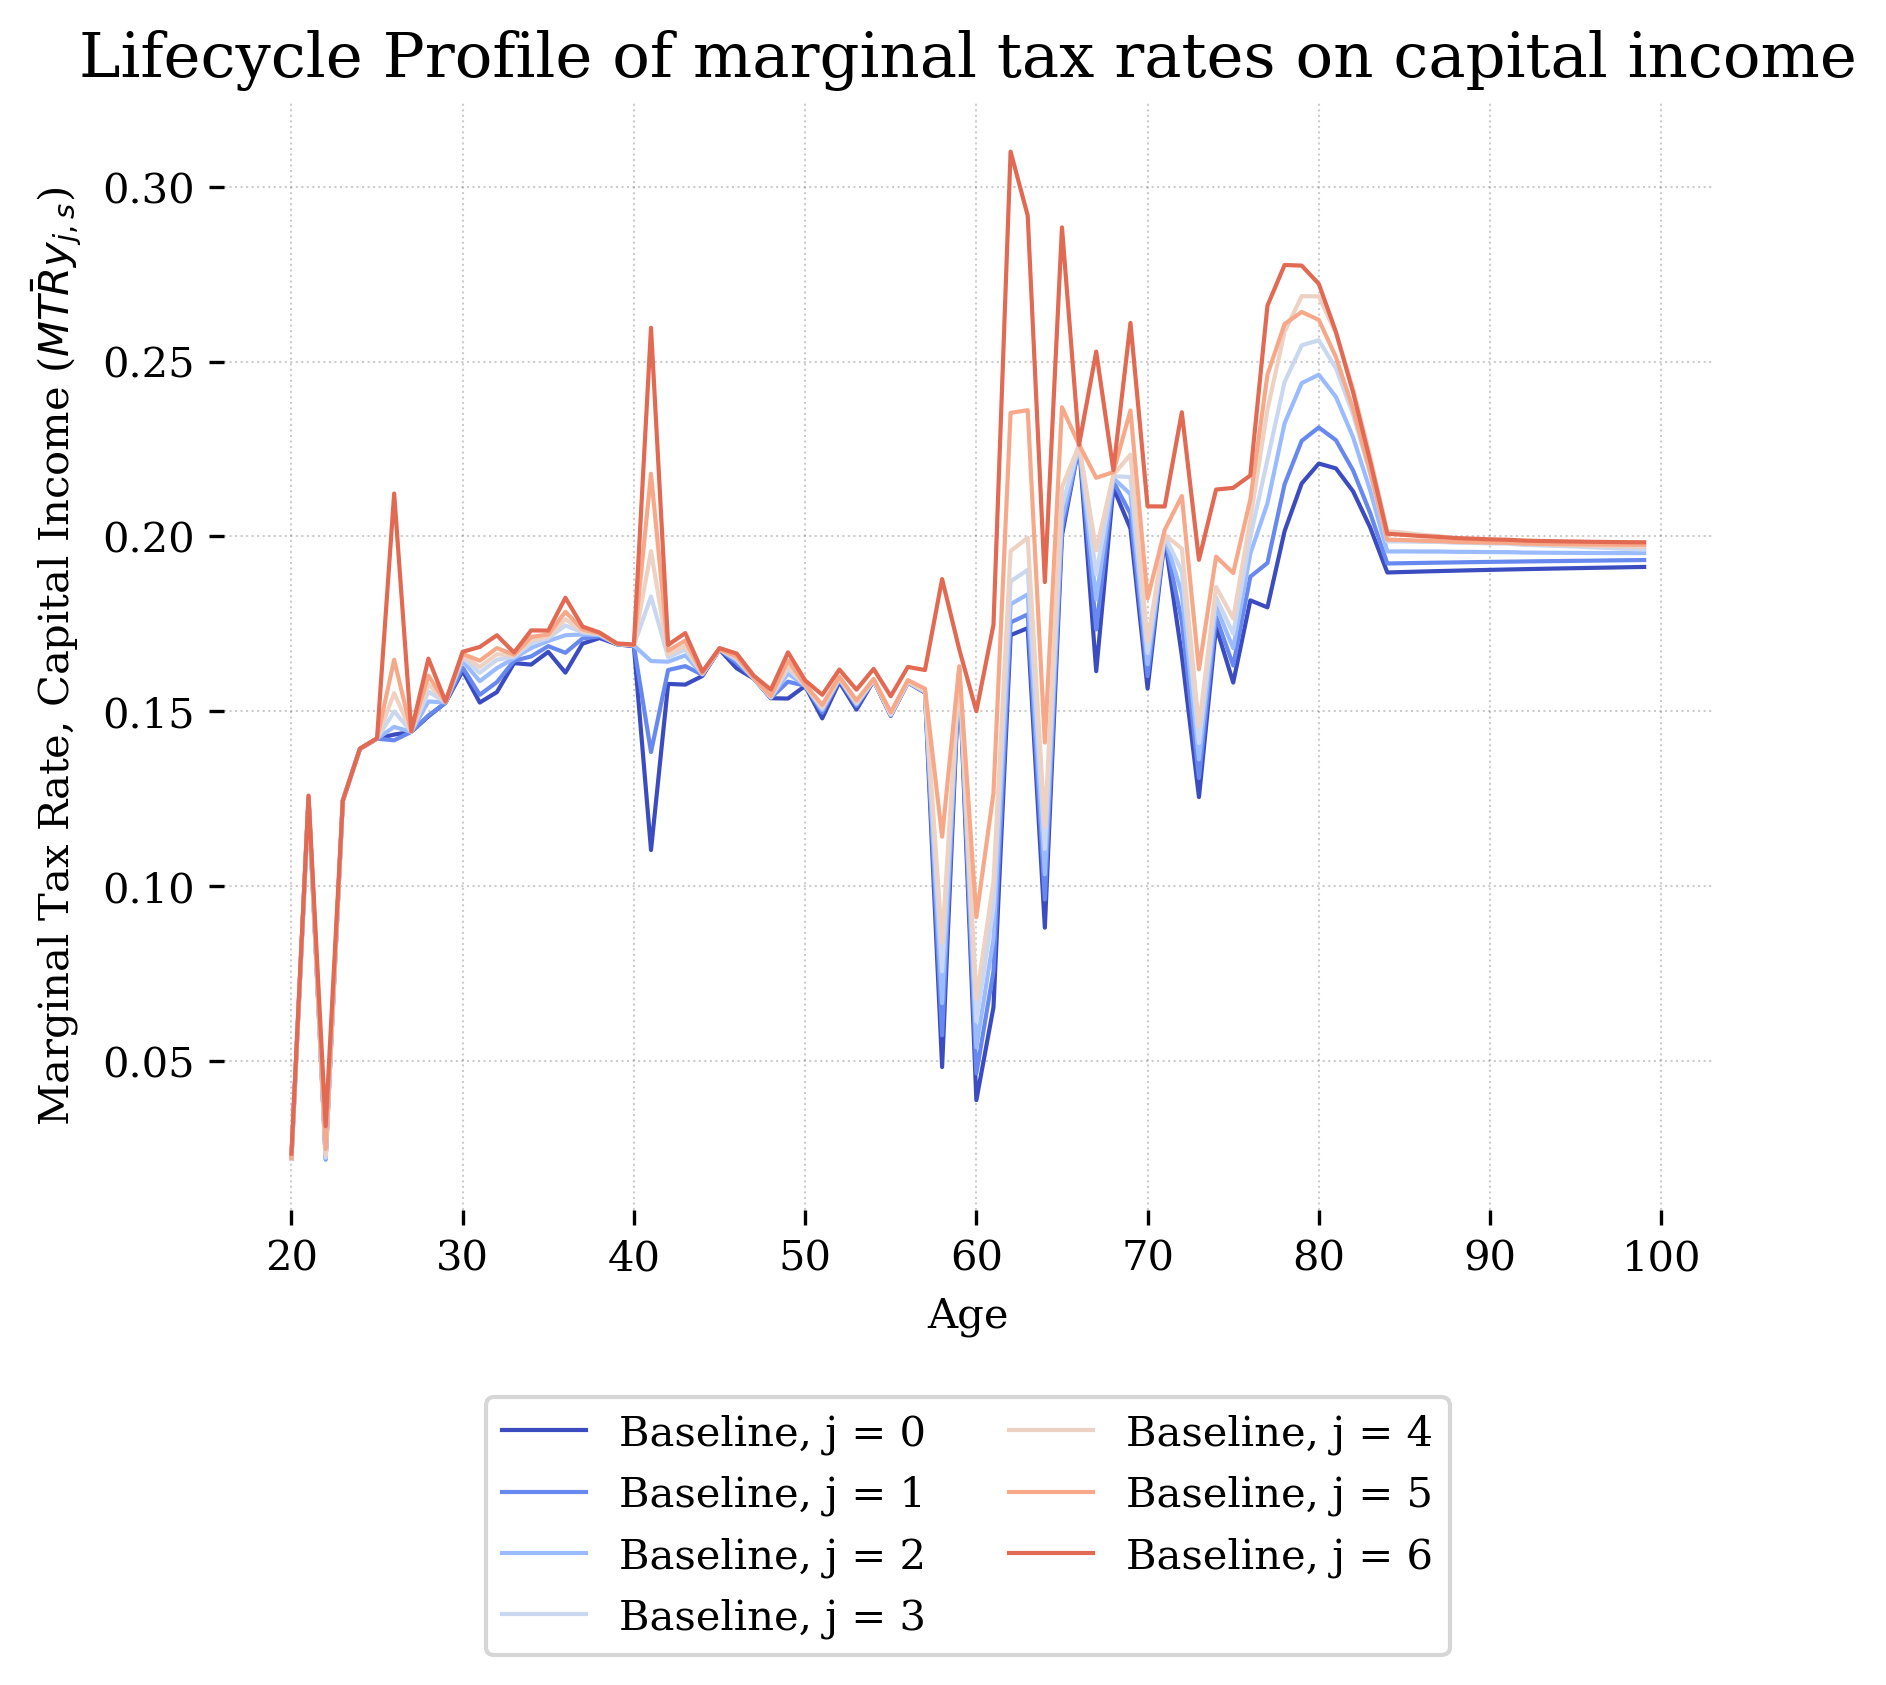 Lifecycle Profile of marginal tax rates on capital income
Marginal Tax Rate, Capital Income ($\bar{MTRy}_{j,s}$)
0.30
0.25
0.20
0.15
0.10
0.05
20 30 40 50 60 70 80 90 100
Age
Baseline, j = 0
Baseline, j = 1
Baseline, j = 2
Baseline, j = 3
Baseline, j = 4
Baseline, j = 5
Baseline, j = 6